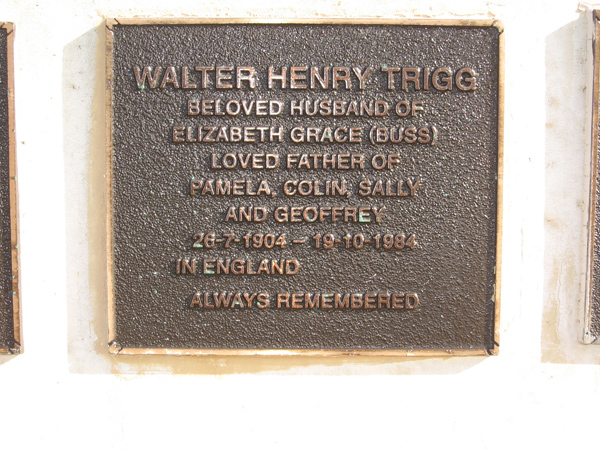 WALTER HENRY TRIGG
BELOVED HUSBAND OF
ELIZABETH GRACE (BUSS)
LOVED FATHER OF
PAMELA, COLIN, SALLY
AND GEOFFREY
26-7-1904 – 19-10-1984
IN ENGLAND
ALWAYS REMEMBERED